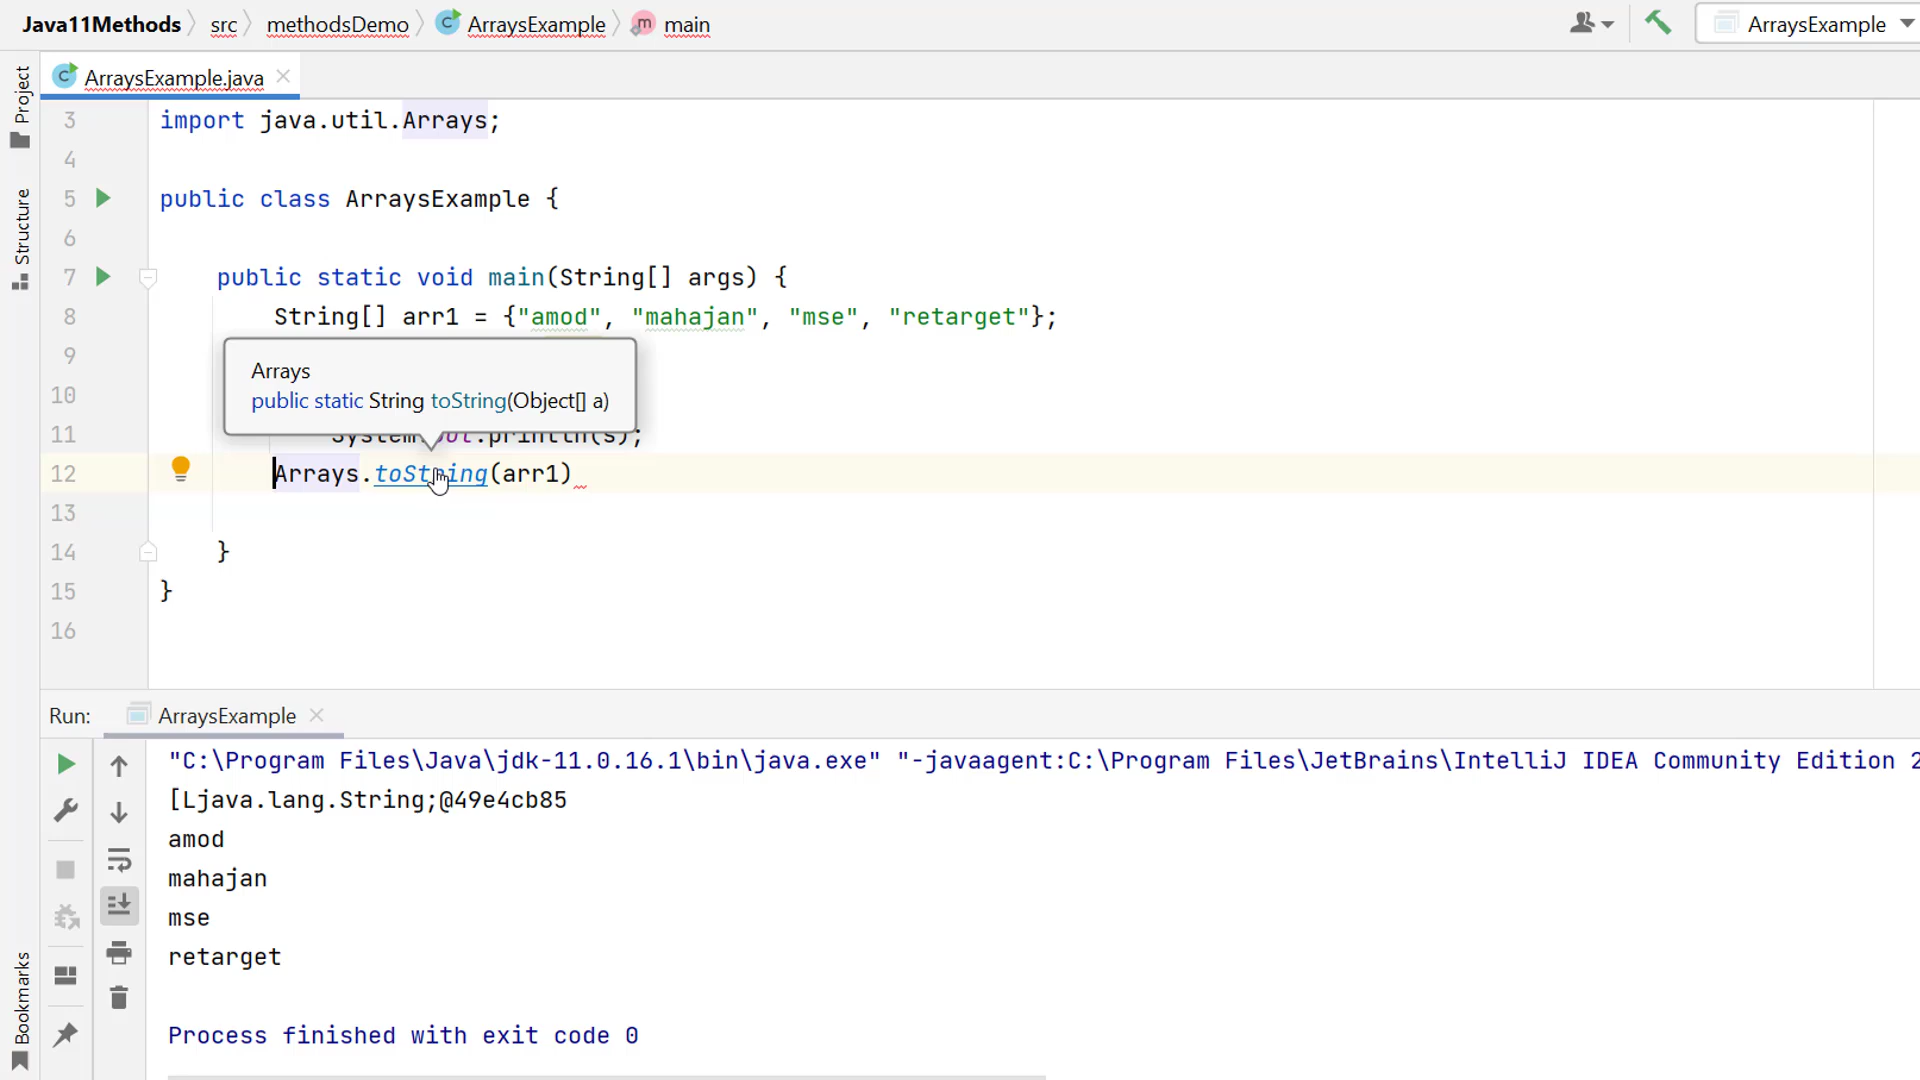 Java11Methods src methodsDemo ArraysExample main ArraysExample
Project
Structure
Bookmarks
ArraysExample.java
3 import java.util.Arrays;
4
5 public class ArraysExample {
6
7 public static void main(String[] args) {
8 String[] arr1 = {"amod", "mahajan", "mse", "retarget"};
9
Arrays
10
public static String toString(Object[] a)
11 System.out.println(s);
12 Arrays.toString(arr1)
13
14 }
15 }
16
Run: ArraysExample
"C:\Program Files\Java\jdk-11.0.16.1\bin\java.exe" "-javaagent:C:\Program Files\JetBrains\IntelliJ IDEA Community Edition 2
[Ljava.lang.String;@49e4cb85
amod
mahajan
mse
retarget
Process finished with exit code 0